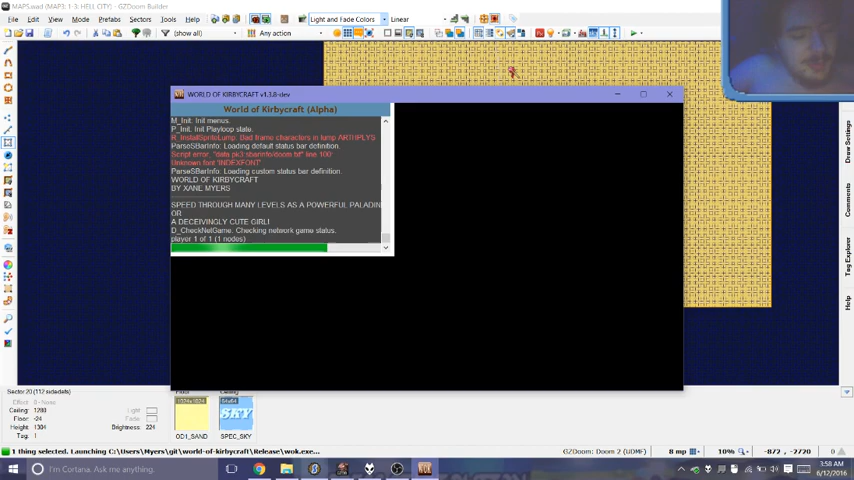 MAPS.wad (MAP3, 1-3: HELL CITY) - GZDoom Builder
File Edit View Mode Prefabs Sectors Tools Help Light and Fade Colors Linear
(show all) Any action
WORLD OF KIRBYCRAFT v1.3.8-dev
World of Kirbycraft (Alpha)
M_Init: Init menus.
P_Init: Init Playloop state.
R_InstallSpriteLump: Bad frame characters in lump ARTIPLYS
ParseSBarInfo: Loading default status bar definition.
Script error, "data.pk3:sbarinfo/doom.txt" line 100:
Unknown font 'INDEXFONT'
ParseSBarInfo: Loading custom status bar definition.
WORLD OF KIRBYCRAFT
BY XANE MYERS
SPEED THROUGH MANY LEVELS AS A POWERFUL PALADIN
OR
A DECEIVINGLY CUTE GIRL!
D_CheckNetGame: Checking network game status.
player 1 of 1 (1 nodes)
Draw Settings
Comments
Tag Explorer
Help
Sector 20 (112 sidedefs)
Effect: 0 - None
Ceiling: 1280
Floor: -24
Height: 1304
Tag: 1
Light:
Fade:
Brightness: 224
1024x1024
OD1_SAND
64x64
SKY
SPEC_SKY
1 thing selected. Launching C:\Users\Myers\git\world-of-kirbycraft\Release\wok.exe...
GZDoom: Doom 2 (UDMF) 8 mp 10% -872 , -2720
I'm Cortana. Ask me anything.
3:58 AM
6/12/2016